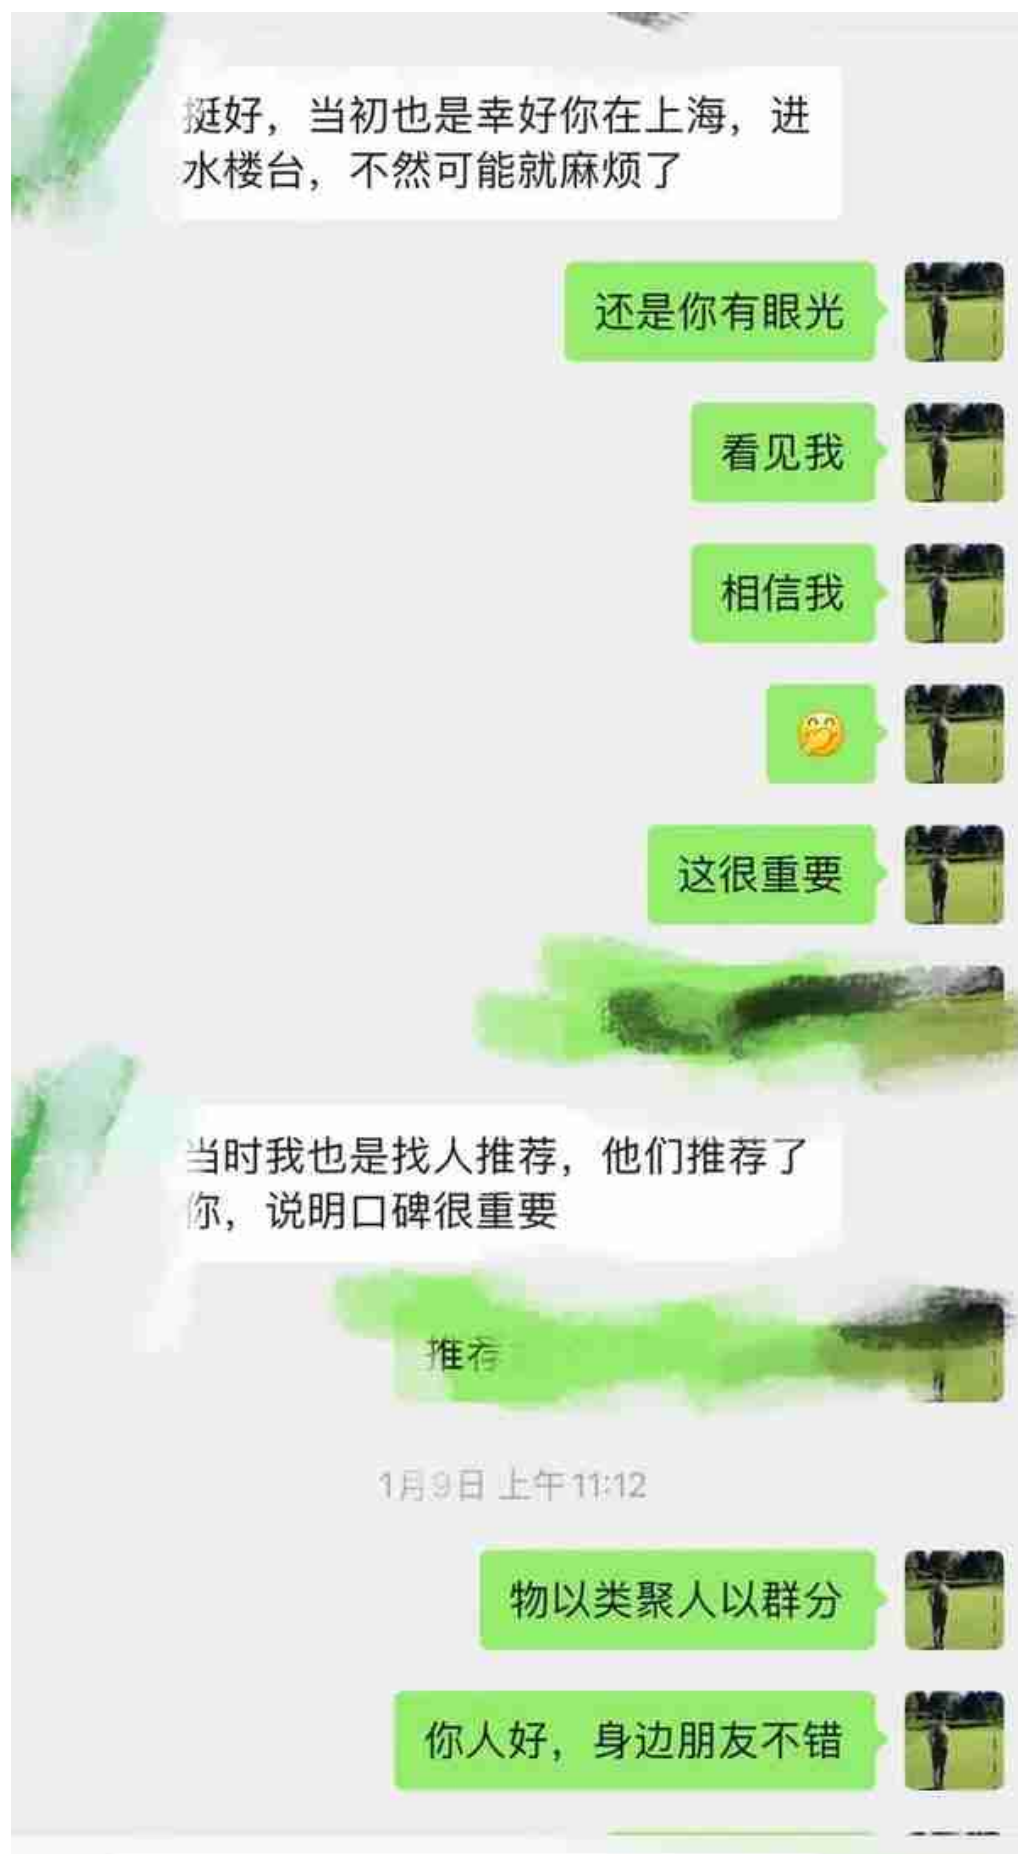 挺好，当初也是幸好你在上海，进
水楼台，不然可能就麻烦了
还是你有眼光
看见我
相信我
这很重要
当时我也是找人推荐，他们推荐了
你，说明口碑很重要
推荐
1月9日 上午11:12
物以类聚人以群分
你人好，身边朋友不错